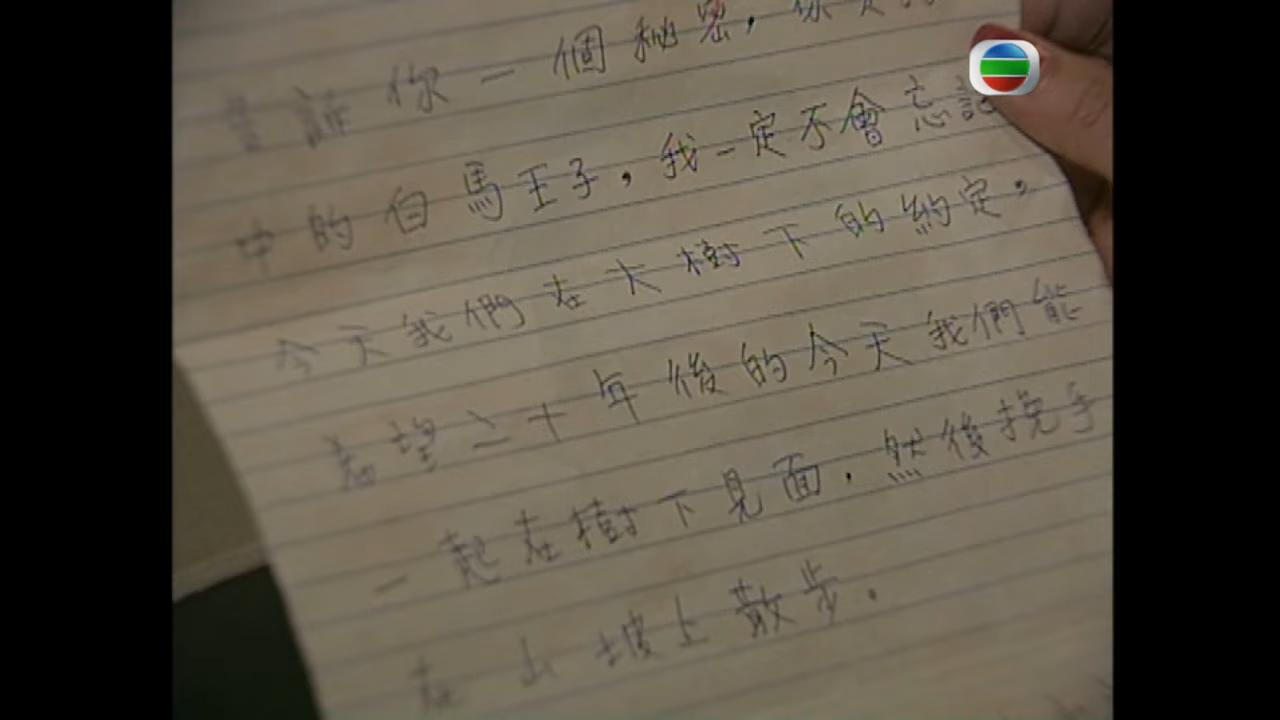 告訴你一個秘密，你
中的白馬王子，我一定不會忘記
今天我們在大樹下的約定。
希望二十年後的今天我們能
一起在樹下見面，然後挽手
在山坡上散步。